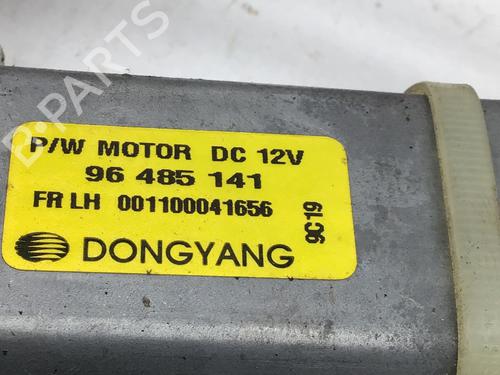 B-PARTS
P/W MOTOR DC 12V
96 485 141
FR LH 001100041656
9C19
DONGYANG